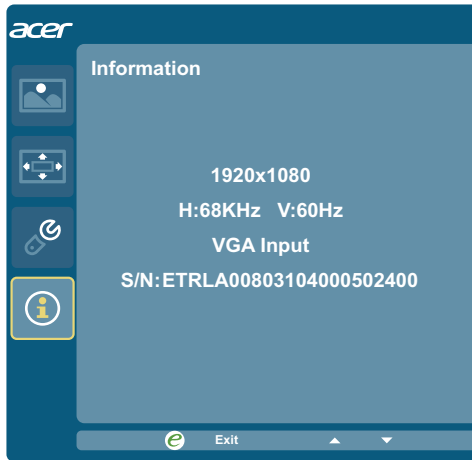 acer
Information
1920x1080
H:68KHz V:60Hz
VGA Input
S/N:ETRLA00803104000502400
e Exit